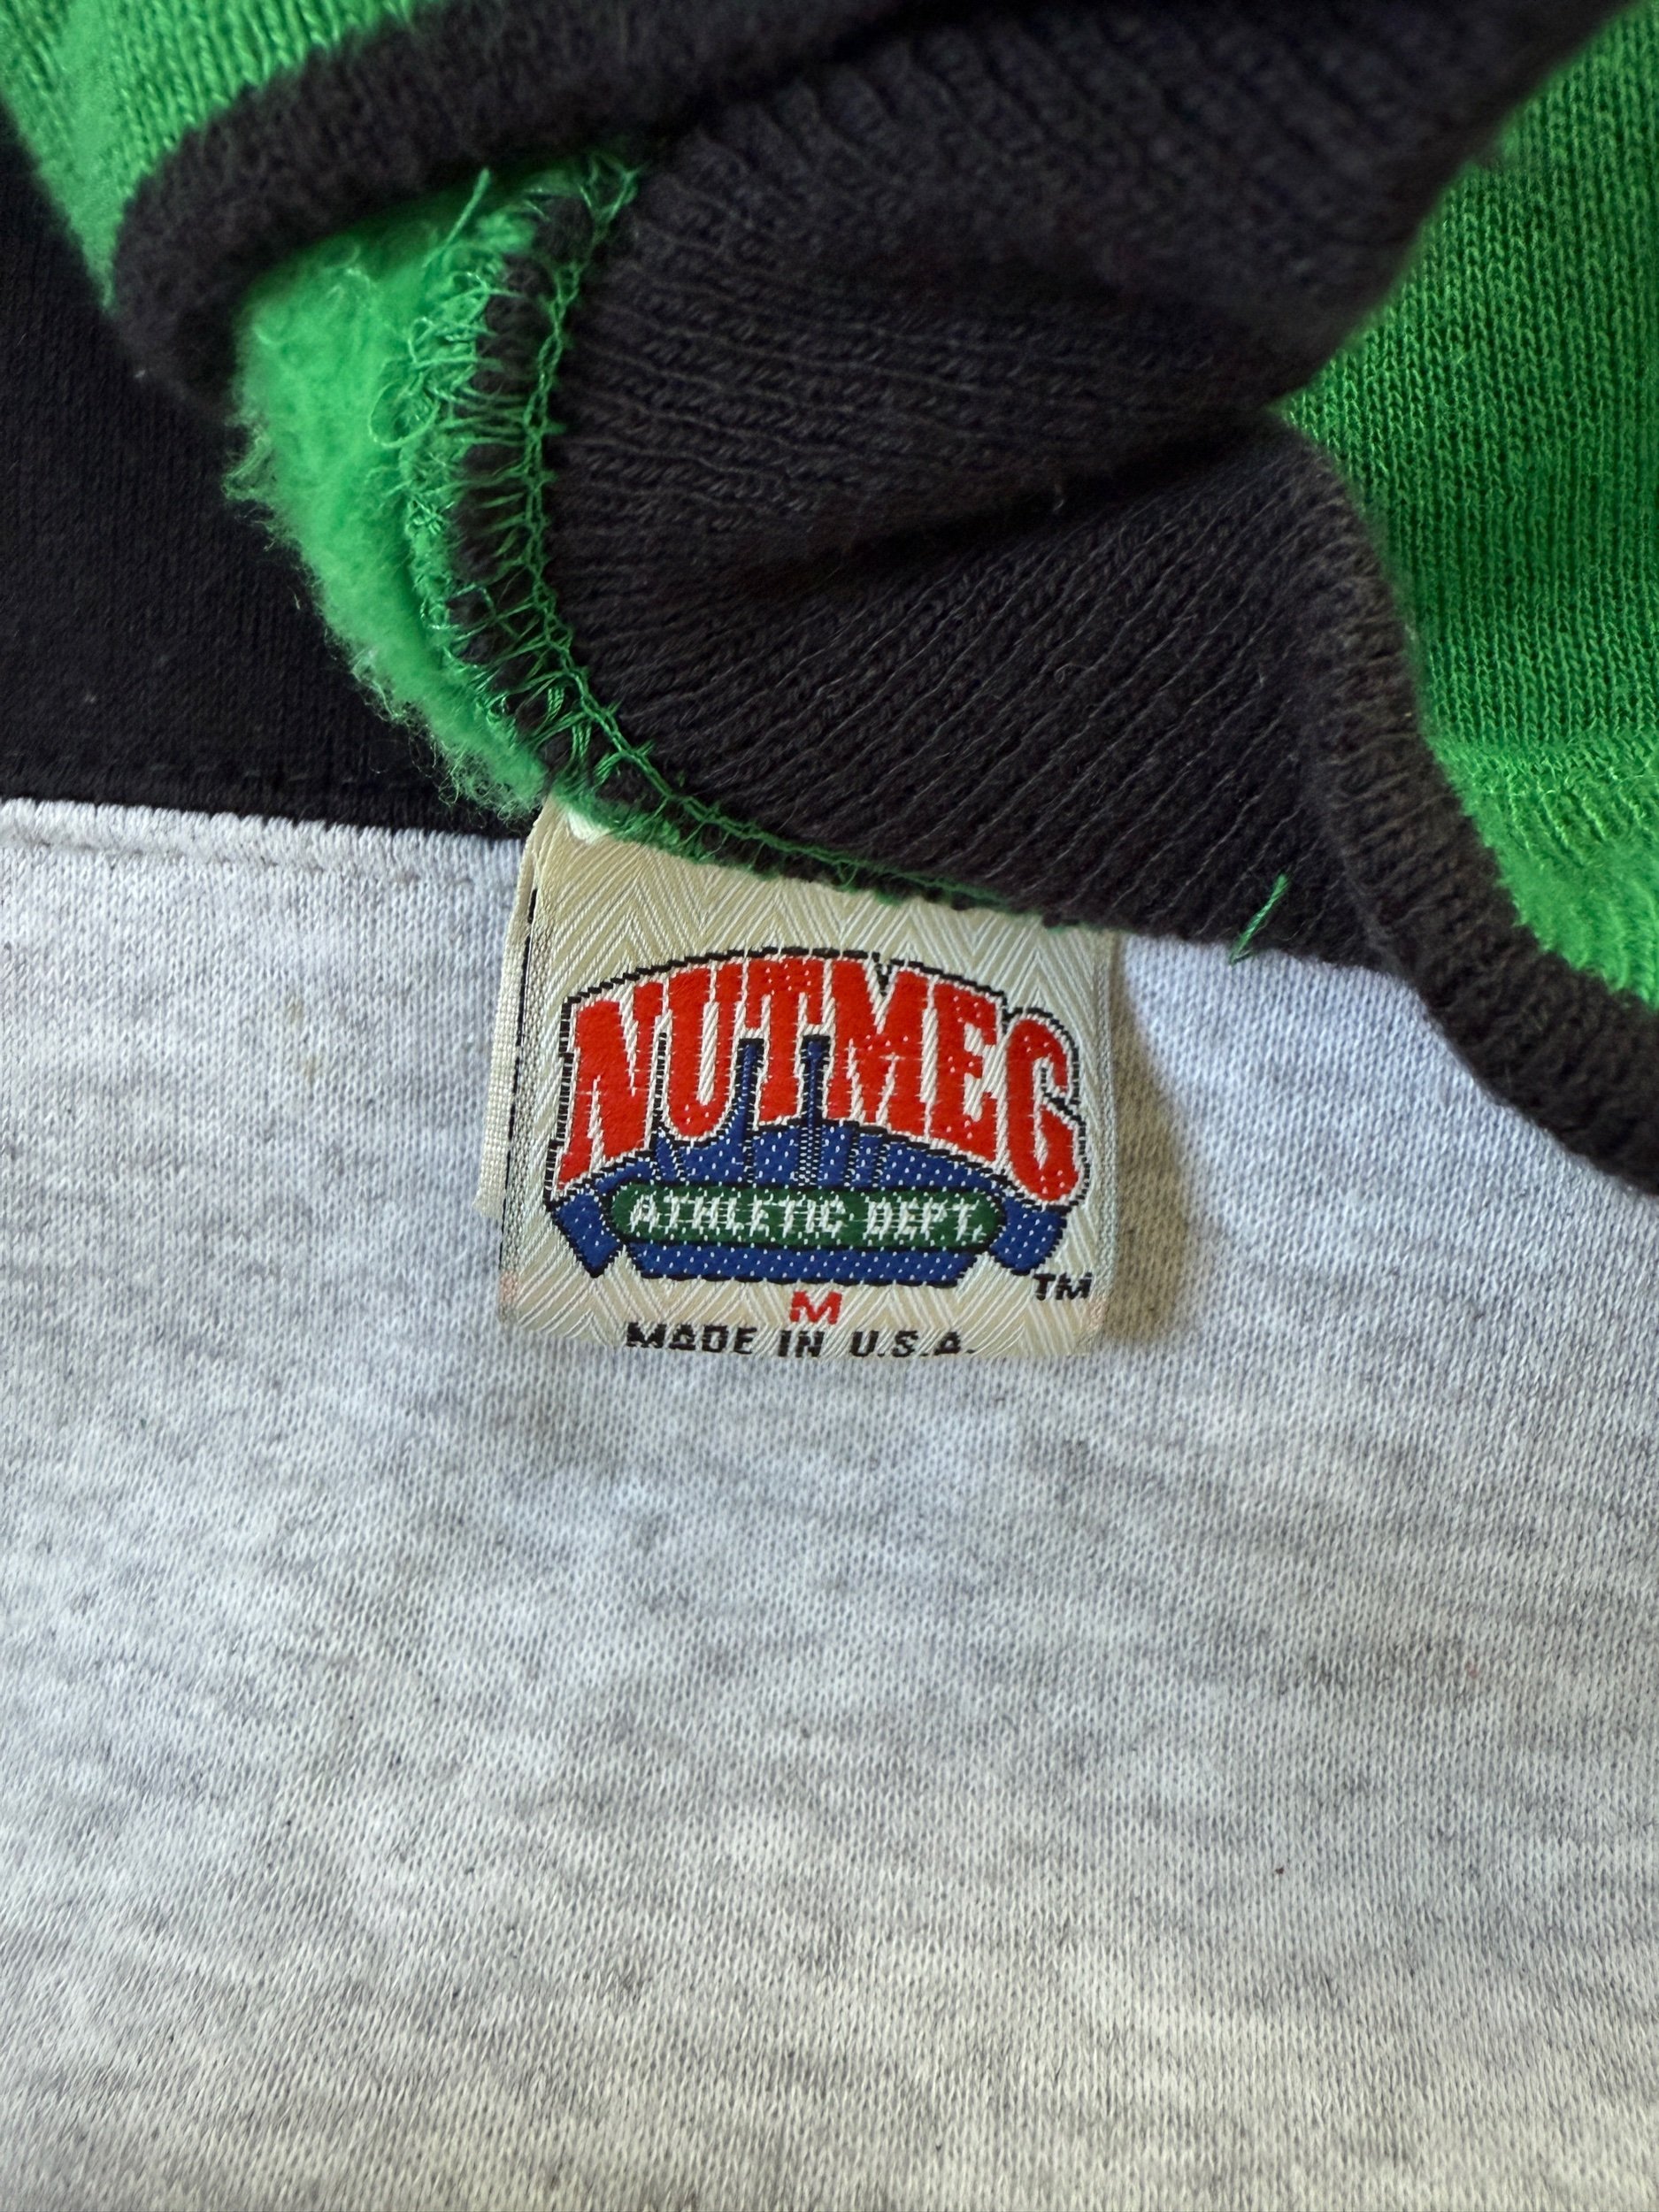 NUTMEG
ATHLETIC DEPT.
TM
M
MADE IN U.S.A.